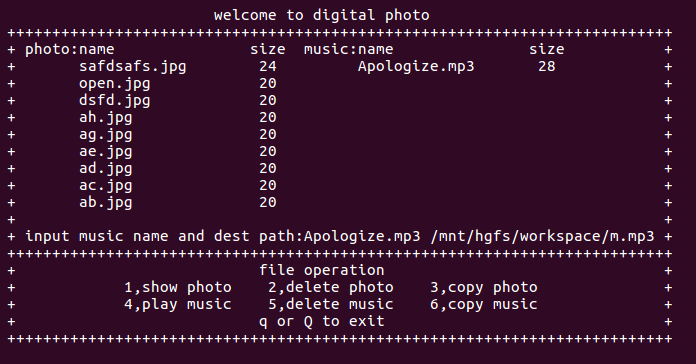 welcome to digital photo
++++++++++++++++++++++++++++++++++++++++++++++++++++++++++++++++++++++++++
+ photo:name               size  music:name               size           +
+       safdsafs.jpg        24         Apologize.mp3       28            +
+       open.jpg            20                                           +
+       dsfd.jpg            20                                           +
+       ah.jpg              20                                           +
+       ag.jpg              20                                           +
+       ae.jpg              20                                           +
+       ad.jpg              20                                           +
+       ac.jpg              20                                           +
+       ab.jpg              20                                           +
+                                                                        +
+ input music name and dest path:Apologize.mp3 /mnt/hgfs/workspace/m.mp3 +
++++++++++++++++++++++++++++++++++++++++++++++++++++++++++++++++++++++++++
+                           file operation                               +
+            1,show photo    2,delete photo    3,copy photo              +
+            4,play music    5,delete music    6,copy music              +
+                           q or Q to exit                               +
++++++++++++++++++++++++++++++++++++++++++++++++++++++++++++++++++++++++++